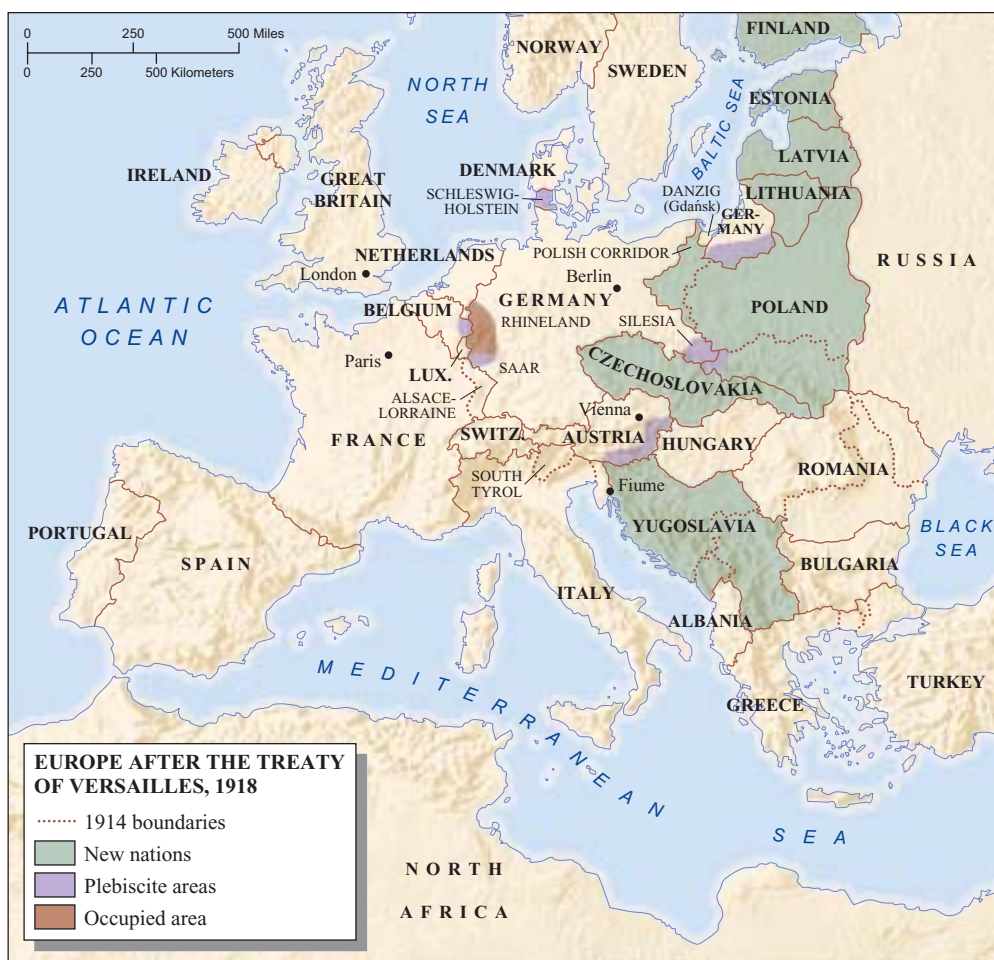 0 250 500 Miles
0 250 500 Kilometers
NORWAY
SWEDEN
FINLAND
NORTH
SEA
BALTIC SEA
ESTONIA
LATVIA
LITHUANIA
IRELAND
GREAT
BRITAIN
DENMARK
SCHLESWIG-
HOLSTEIN
DANZIG
(Gdańsk)
GER-
MANY
RUSSIA
NETHERLANDS
London
POLISH CORRIDOR
Berlin
ATLANTIC
OCEAN
BELGIUM
GERMANY
RHINELAND
SILESIA
POLAND
Paris
LUX.
SAAR
ALSACE-
LORRAINE
CZECHOSLOVAKIA
FRANCE
SWITZ.
Vienna
AUSTRIA
HUNGARY
SOUTH
TYROL
Fiume
ROMANIA
PORTUGAL
SPAIN
YUGOSLAVIA
BLACK
SEA
BULGARIA
ITALY
ALBANIA
MEDITERRANEAN
SEA
GREECE
TURKEY
NORTH
AFRICA
EUROPE AFTER THE TREATY
OF VERSAILLES, 1918
1914 boundaries
New nations
Plebiscite areas
Occupied area